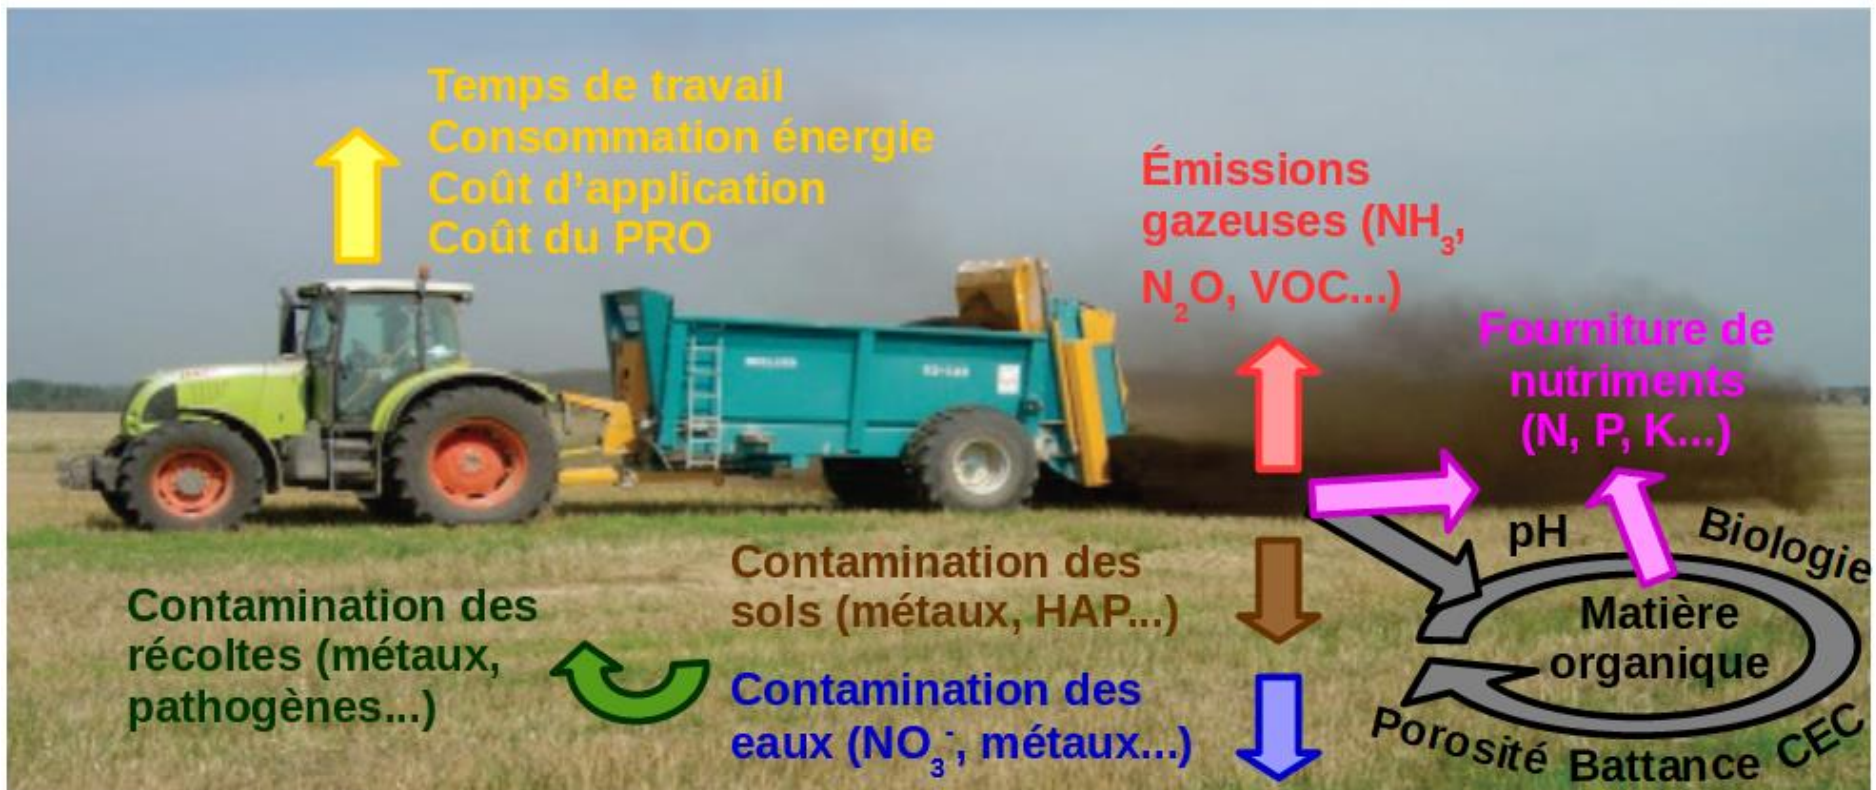 Temps de travail
Consommation énergie
Coût d’application
Coût du PRO
Émissions
gazeuses (NH₃,
N₂O, VOC...)
Fourniture de
nutriments
(N, P, K...)
pH
Biologie
Matière
organique
Porosité
Battance
CEC
Contamination des
sols (métaux, HAP...)
Contamination des
eaux (NO₃⁻, métaux...)
Contamination des
récoltes (métaux,
pathogènes...)